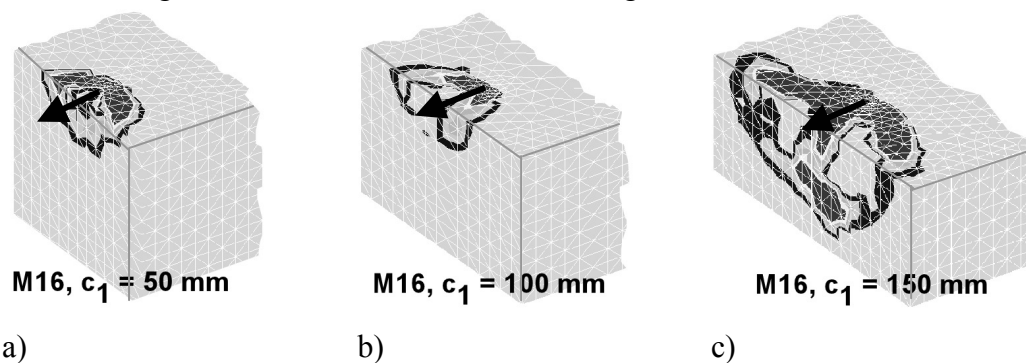 M16, c1 = 50 mm
M16, c1 = 100 mm
M16, c1 = 150 mm
a)
b)
c)